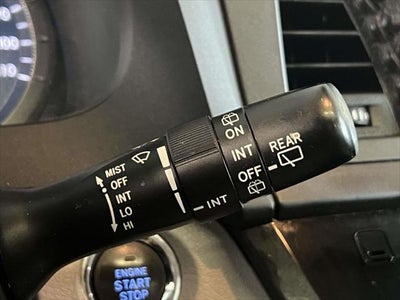 MIST
OFF
INT
LO
HI
INT
ON
INT
OFF
REAR
ENGINE
START
STOP